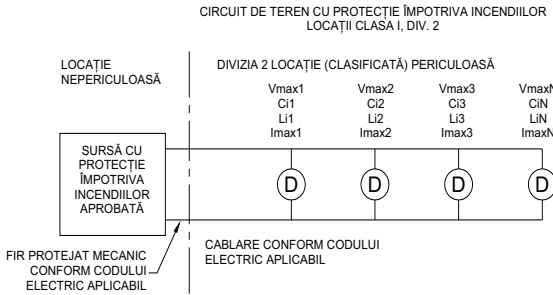 CIRCUIT DE TEREN CU PROTECȚIE ÎMPOTRIVA INCENDIILOR
LOCAȚII CLASA I, DIV. 2
LOCAȚIE
NEPERICULOASĂ
DIVIZIA 2 LOCAȚIE (CLASIFICATĂ) PERICULOASĂ
Vmax1 Vmax2 Vmax3 VmaxN
Ci1 Ci2 Ci3 CiN
Li1 Li2 Li3 LiN
Imax1 Imax2 Imax3 ImaxN
SURSĂ CU
PROTECȚIE
ÎMPOTRIVA
INCENDIILOR
APROBATĂ
D D D D
FIR PROTEJAT MECANIC
CONFORM CODULUI
ELECTRIC APLICABIL
CABLARE CONFORM CODULUI
ELECTRIC APLICABIL